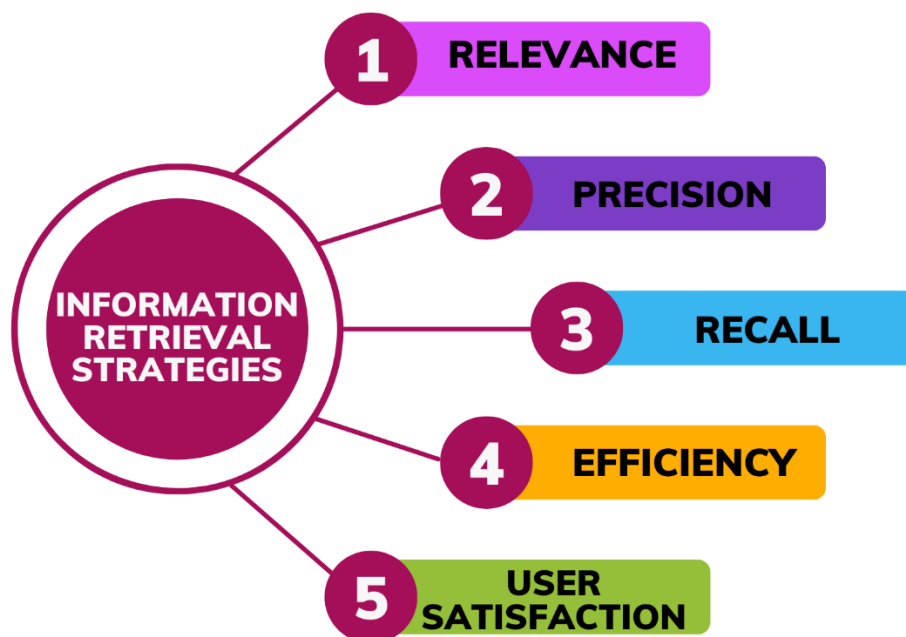 INFORMATION
RETRIEVAL
STRATEGIES
1 RELEVANCE
2 PRECISION
3 RECALL
4 EFFICIENCY
5 USER
SATISFACTION